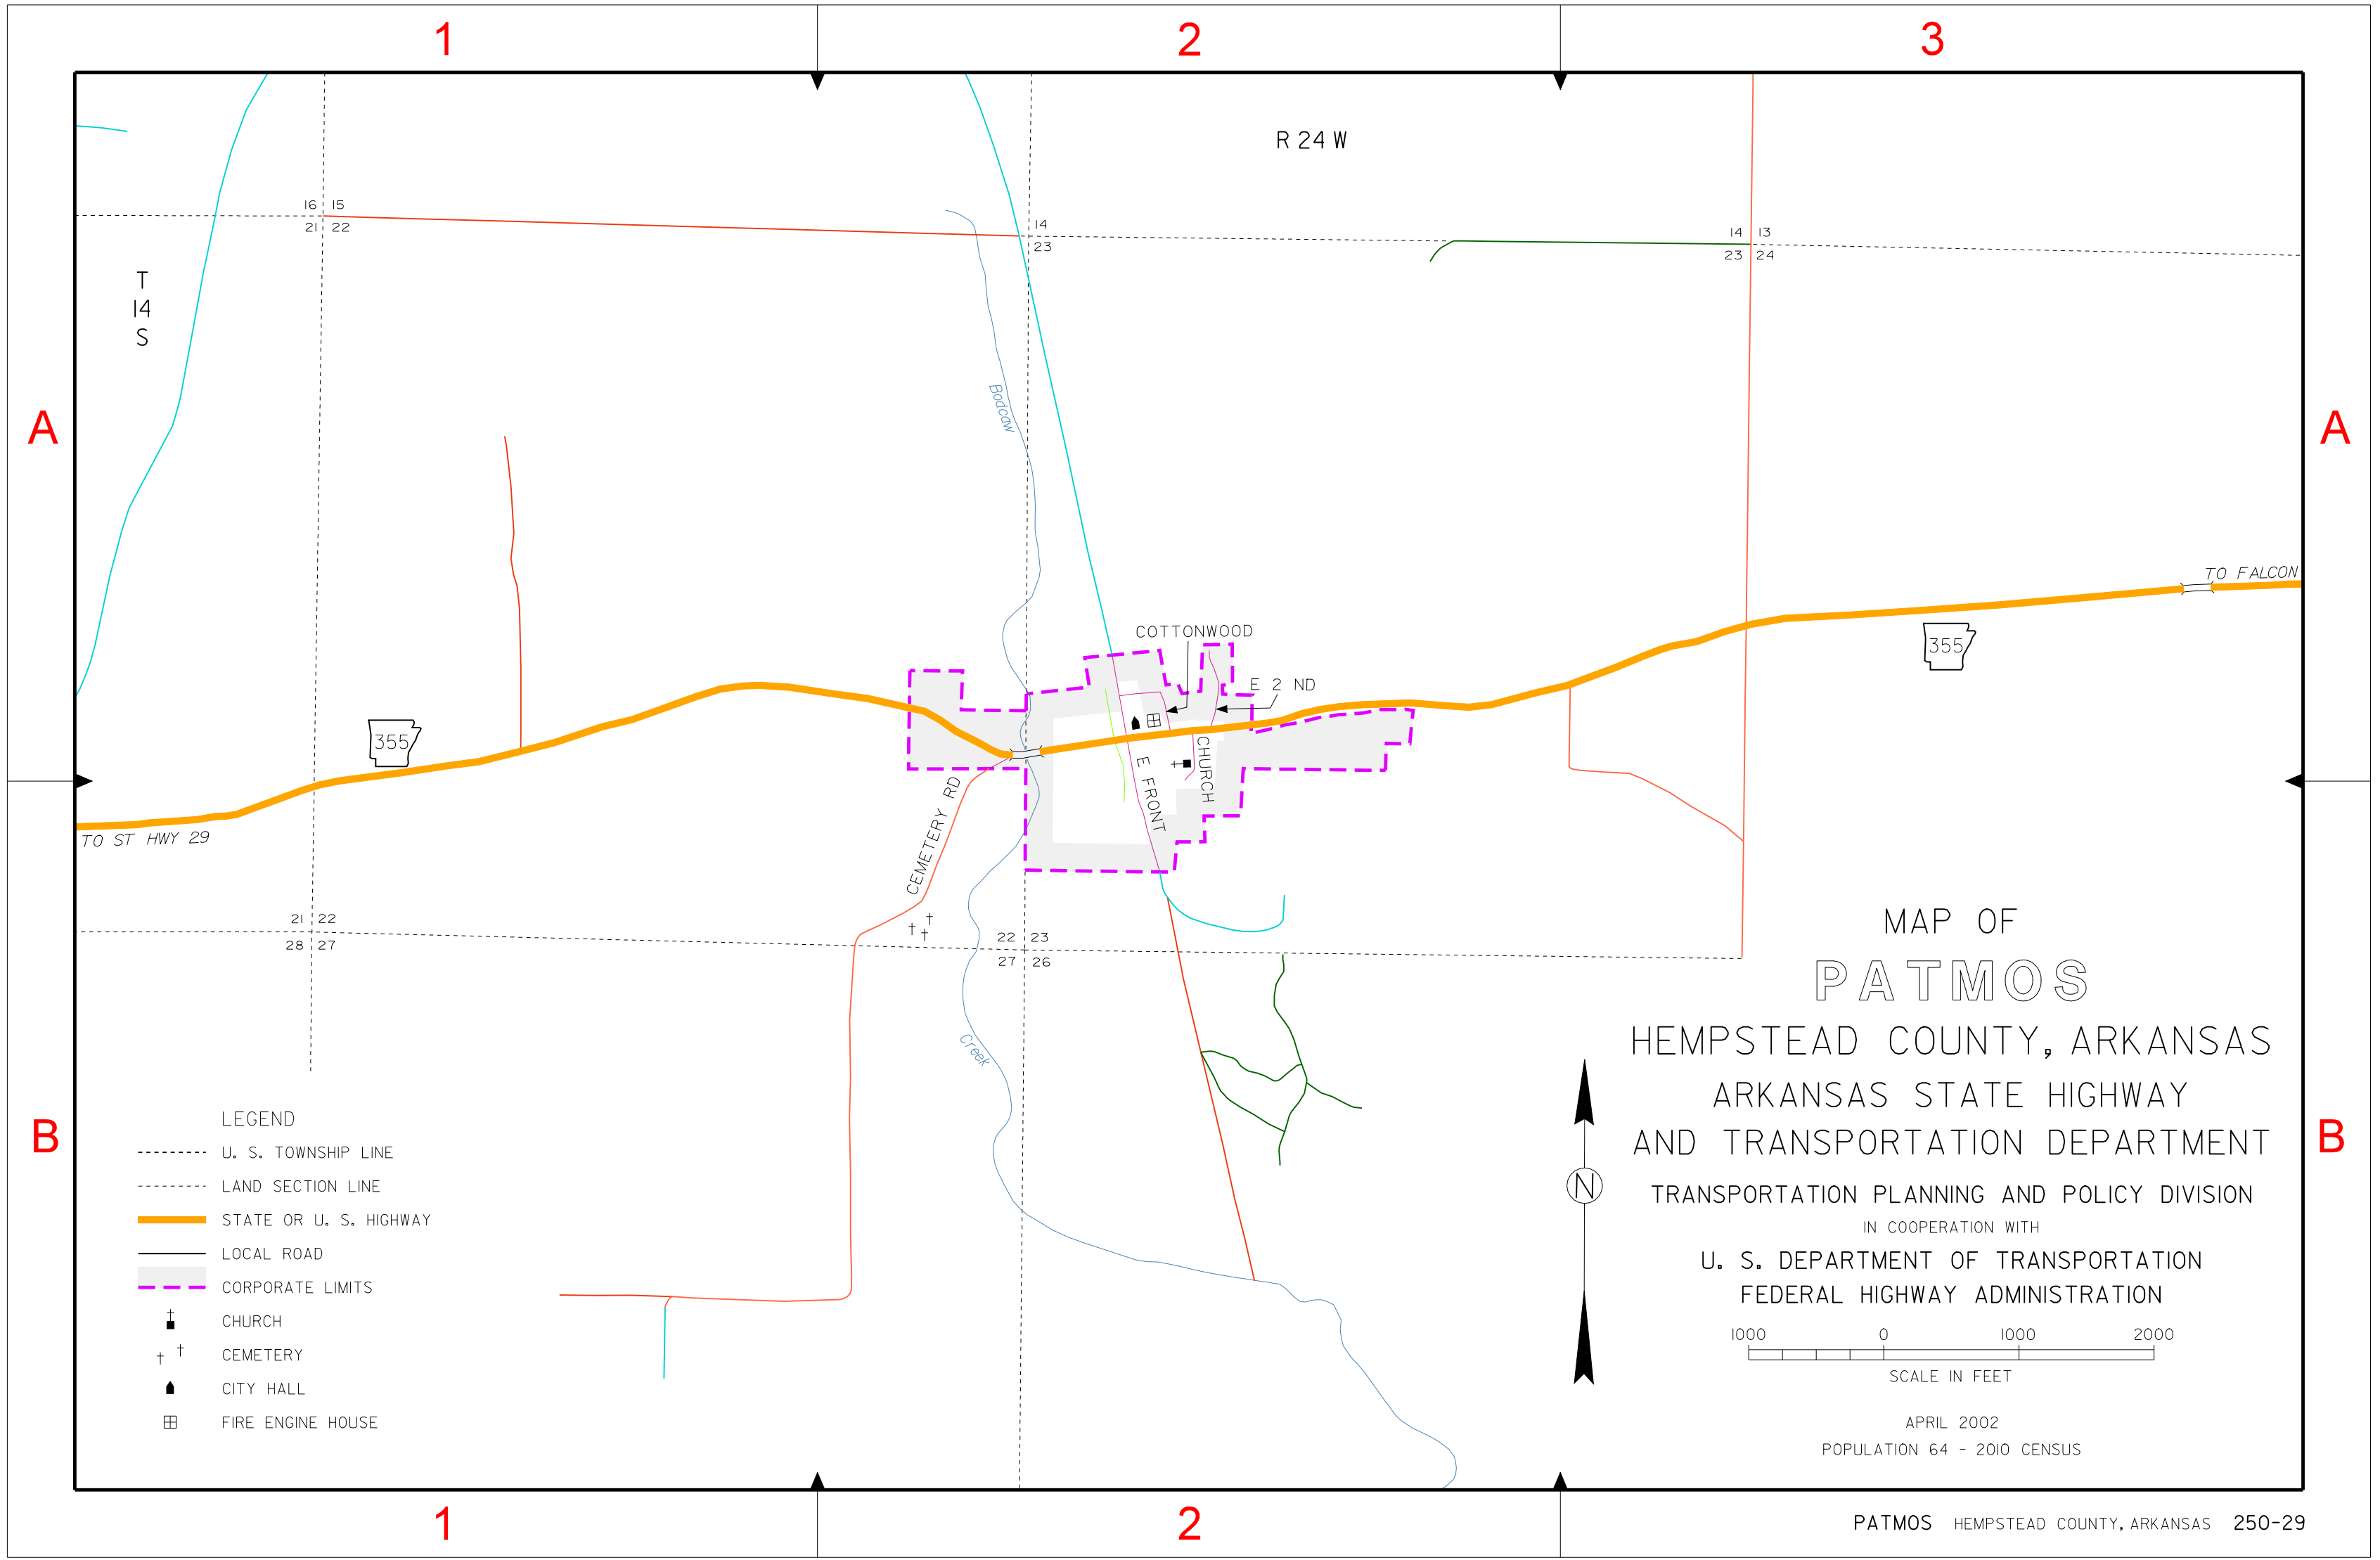 1
2
3
R 24 W
16 15
21 22
14
23
14 13
23 24
T
14
S
A
A
Bodcaw
TO FALCON
355
COTTONWOOD
E 2 ND
355
CHURCH
E FRONT
CEMETERY RD
TO ST HWY 29
21 22
28 27
22 23
27 26
Creek
B
B
LEGEND
U. S. TOWNSHIP LINE
LAND SECTION LINE
STATE OR U. S. HIGHWAY
LOCAL ROAD
CORPORATE LIMITS
CHURCH
CEMETERY
CITY HALL
FIRE ENGINE HOUSE
N
MAP OF
PATMOS
HEMPSTEAD COUNTY, ARKANSAS
ARKANSAS STATE HIGHWAY
AND TRANSPORTATION DEPARTMENT
TRANSPORTATION PLANNING AND POLICY DIVISION
IN COOPERATION WITH
U. S. DEPARTMENT OF TRANSPORTATION
FEDERAL HIGHWAY ADMINISTRATION
1000 0 1000 2000
SCALE IN FEET
APRIL 2002
POPULATION 64 - 2010 CENSUS
1
2
PATMOS HEMPSTEAD COUNTY, ARKANSAS 250-29